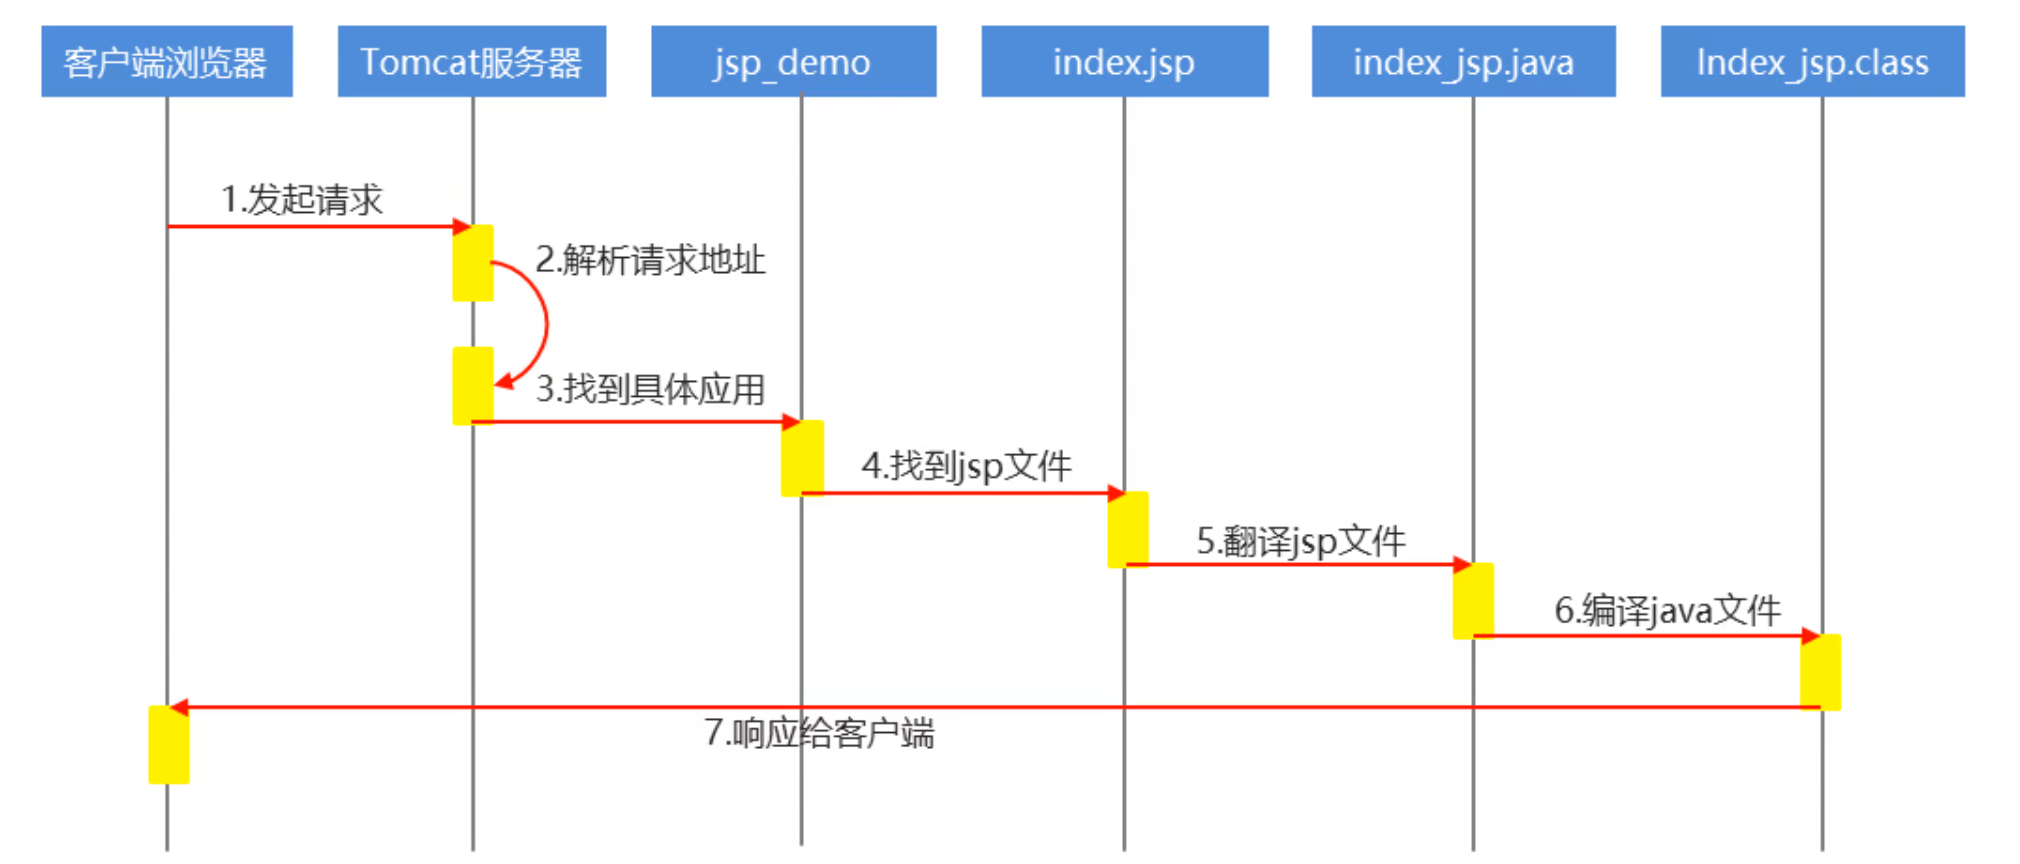 客户端浏览器
Tomcat服务器
jsp_demo
index.jsp
index_jsp.java
Index_jsp.class
1.发起请求
2.解析请求地址
3.找到具体应用
4.找到jsp文件
5.翻译jsp文件
6.编译java文件
7.响应给客户端